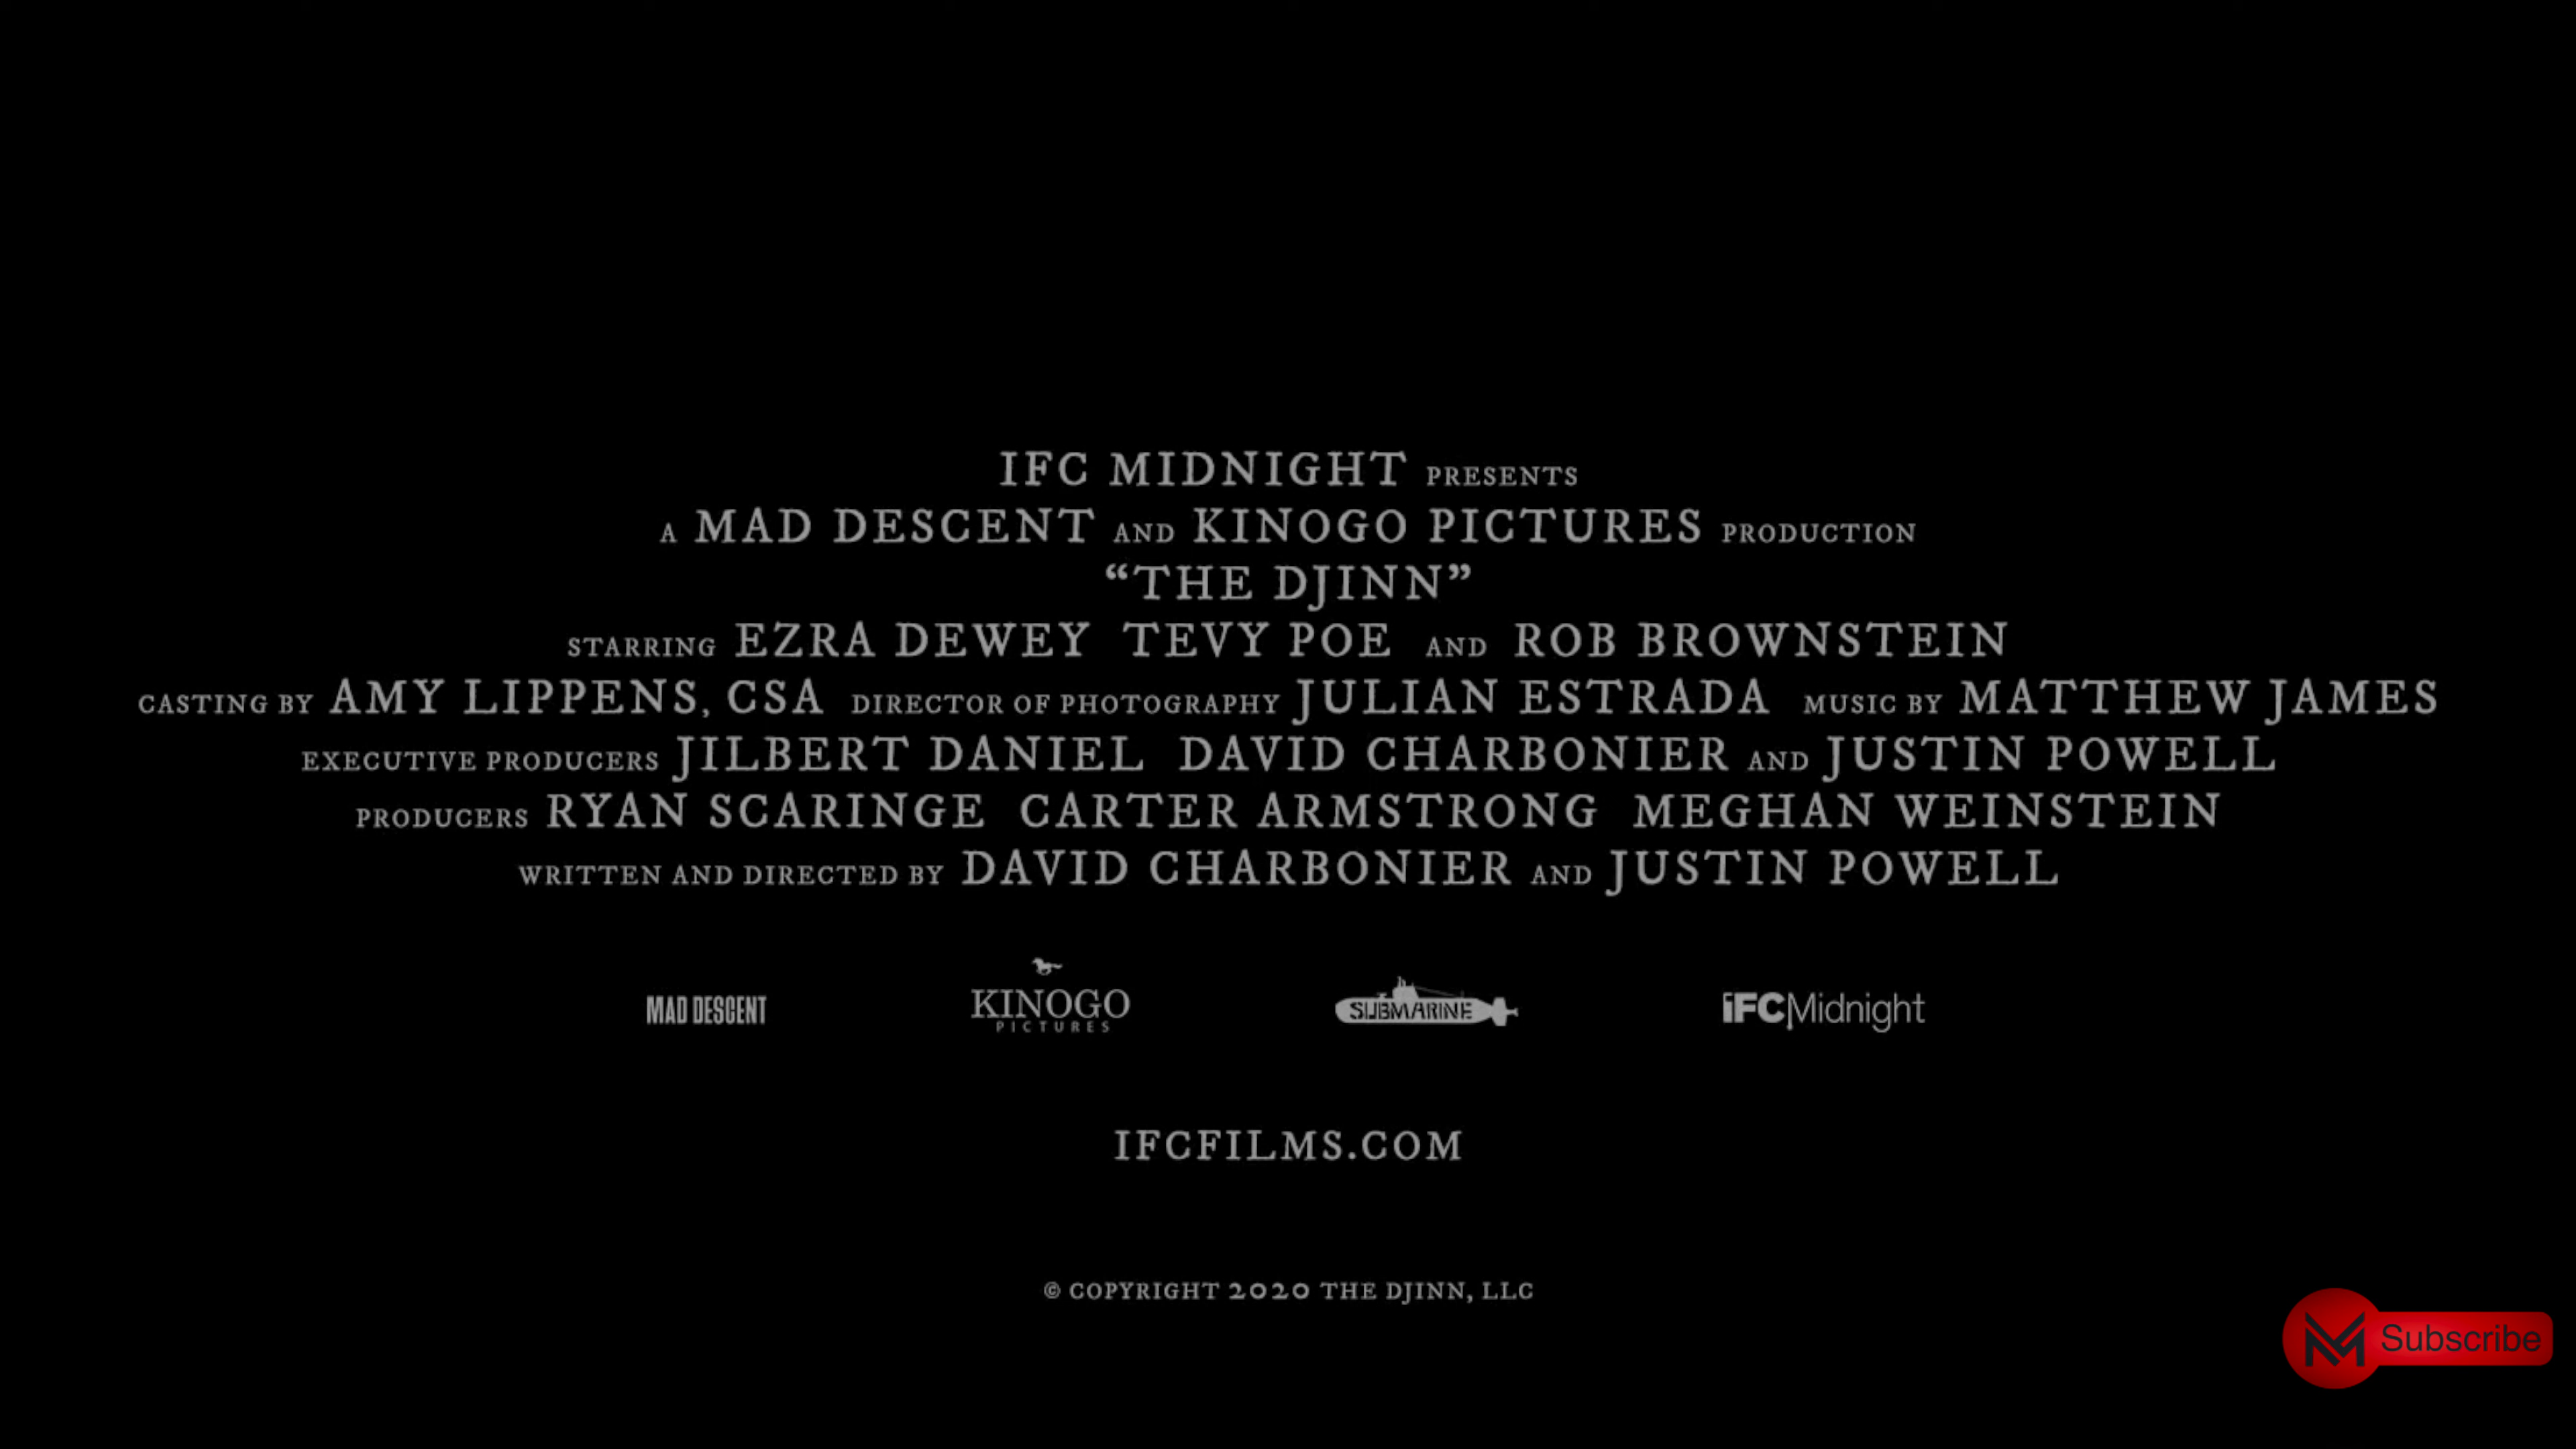 IFC MIDNIGHT PRESENTS
A MAD DESCENT AND KINOGO PICTURES PRODUCTION
“THE DJINN”
STARRING EZRA DEWEY TEVY POE AND ROB BROWNSTEIN
CASTING BY AMY LIPPENS, CSA DIRECTOR OF PHOTOGRAPHY JULIAN ESTRADA MUSIC BY MATTHEW JAMES
EXECUTIVE PRODUCERS JILBERT DANIEL DAVID CHARBONIER AND JUSTIN POWELL
PRODUCERS RYAN SCARINGE CARTER ARMSTRONG MEGHAN WEINSTEIN
WRITTEN AND DIRECTED BY DAVID CHARBONIER AND JUSTIN POWELL
MAD DESCENT
KINOGO
PICTURES
SUBMARINE
IFC Midnight
IFCFILMS.COM
© COPYRIGHT 2020 THE DJINN, LLC
M Subscribe